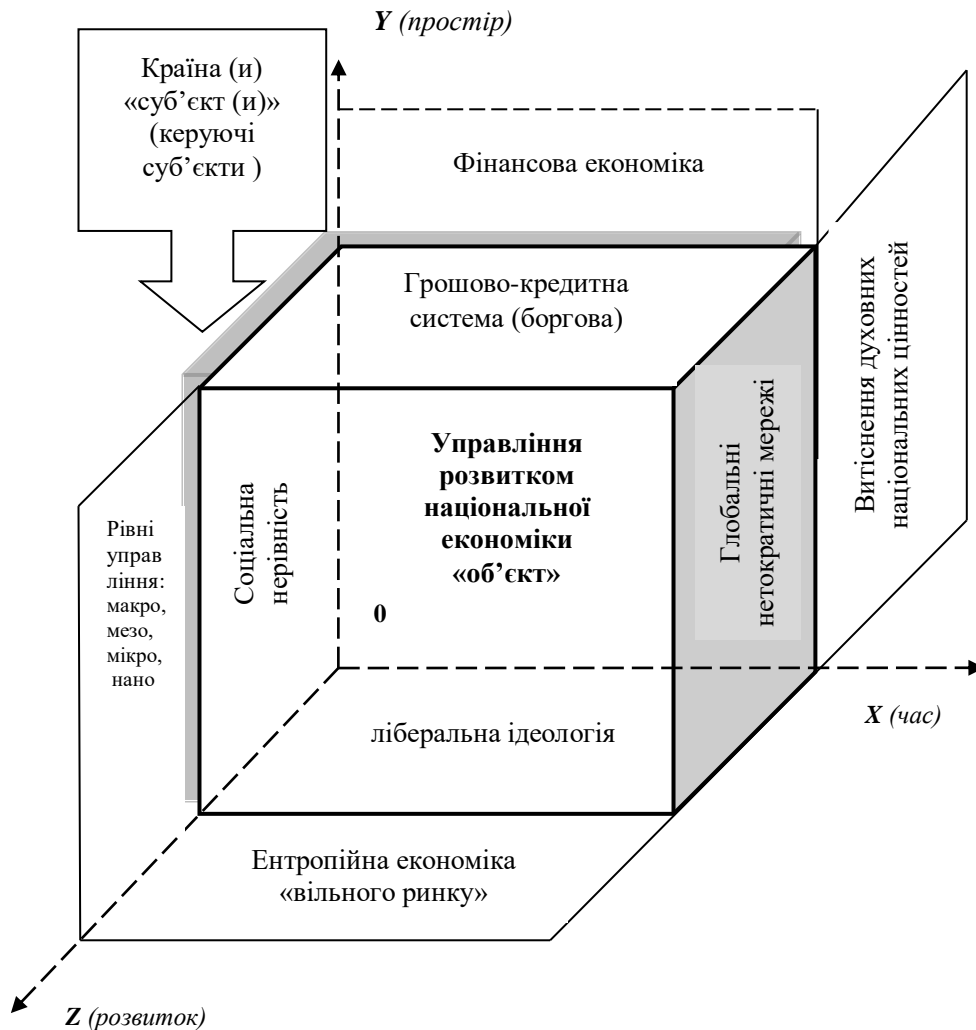 Y (простір)
Країна (и)
«суб’єкт (и)»
(керуючі
суб’єкти )
Фінансова економіка
Грошово-кредитна
система (боргова)
Витіснення духовних
національних цінностей
Глобальні
нетократичні мережі
Управління
розвитком
національної
економіки
«об’єкт»
Соціальна
нерівність
Рівні
управ
ління:
макро,
мезо,
мікро,
нано
0
X (час)
ліберальна ідеологія
Ентропійна економіка
«вільного ринку»
Z (розвиток)